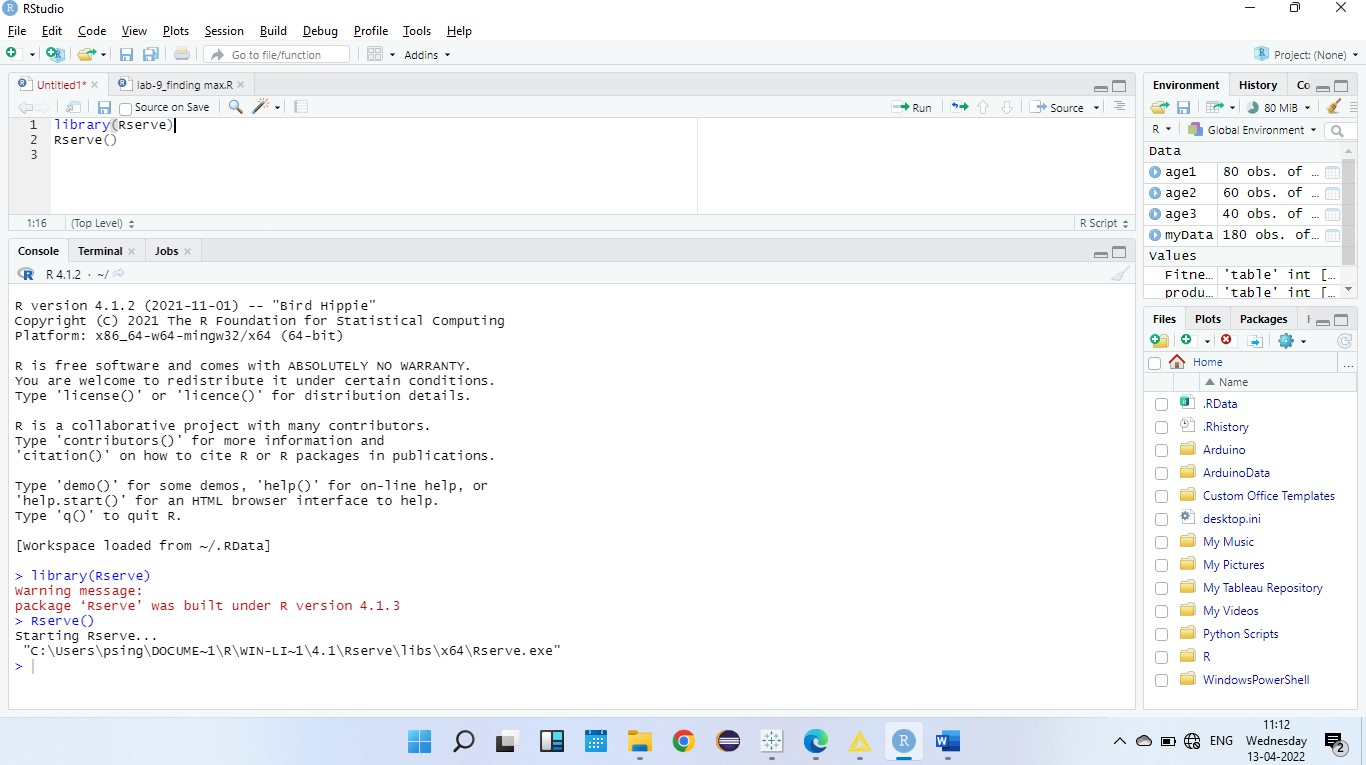 RStudio
File Edit Code View Plots Session Build Debug Profile Tools Help
Go to file/function Addins Project: (None)
Untitled1* lab-9_finding max.R
Source on Save Run Source
1 library(Rserve)
2 Rserve()
3
1:16 (Top Level) R Script
Console Terminal Jobs
R 4.1.2 · ~/
R version 4.1.2 (2021-11-01) -- "Bird Hippie"
Copyright (C) 2021 The R Foundation for Statistical Computing
Platform: x86_64-w64-mingw32/x64 (64-bit)
R is free software and comes with ABSOLUTELY NO WARRANTY.
You are welcome to redistribute it under certain conditions.
Type 'license()' or 'licence()' for distribution details.
R is a collaborative project with many contributors.
Type 'contributors()' for more information and
'citation()' on how to cite R or R packages in publications.
Type 'demo()' for some demos, 'help()' for on-line help, or
'help.start()' for an HTML browser interface to help.
Type 'q()' to quit R.
[Workspace loaded from ~/.RData]
> library(Rserve)
Warning message:
package ‘Rserve’ was built under R version 4.1.3
> Rserve()
Starting Rserve...
"C:\Users\psing\DOCUME~1\R\WIN-LI~1\4.1\Rserve\libs\x64\Rserve.exe"
>
Environment History Co
80 MiB
R Global Environment
Data
age1 80 obs. of …
age2 60 obs. of …
age3 40 obs. of …
myData 180 obs. of…
Values
Fitne… 'table' int […
produ… 'table' int […
Files Plots Packages
Home ...
Name
.RData
.Rhistory
Arduino
ArduinoData
Custom Office Templates
desktop.ini
My Music
My Pictures
My Tableau Repository
My Videos
Python Scripts
R
WindowsPowerShell
ENG
11:12
Wednesday
13-04-2022
2